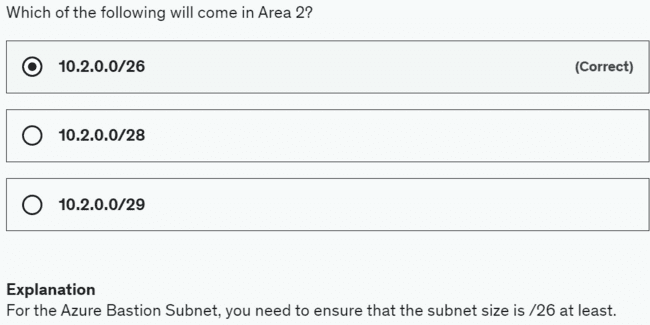 Which of the following will come in Area 2?
10.2.0.0/26
(Correct)
10.2.0.0/28
10.2.0.0/29
Explanation
For the Azure Bastion Subnet, you need to ensure that the subnet size is /26 at least.